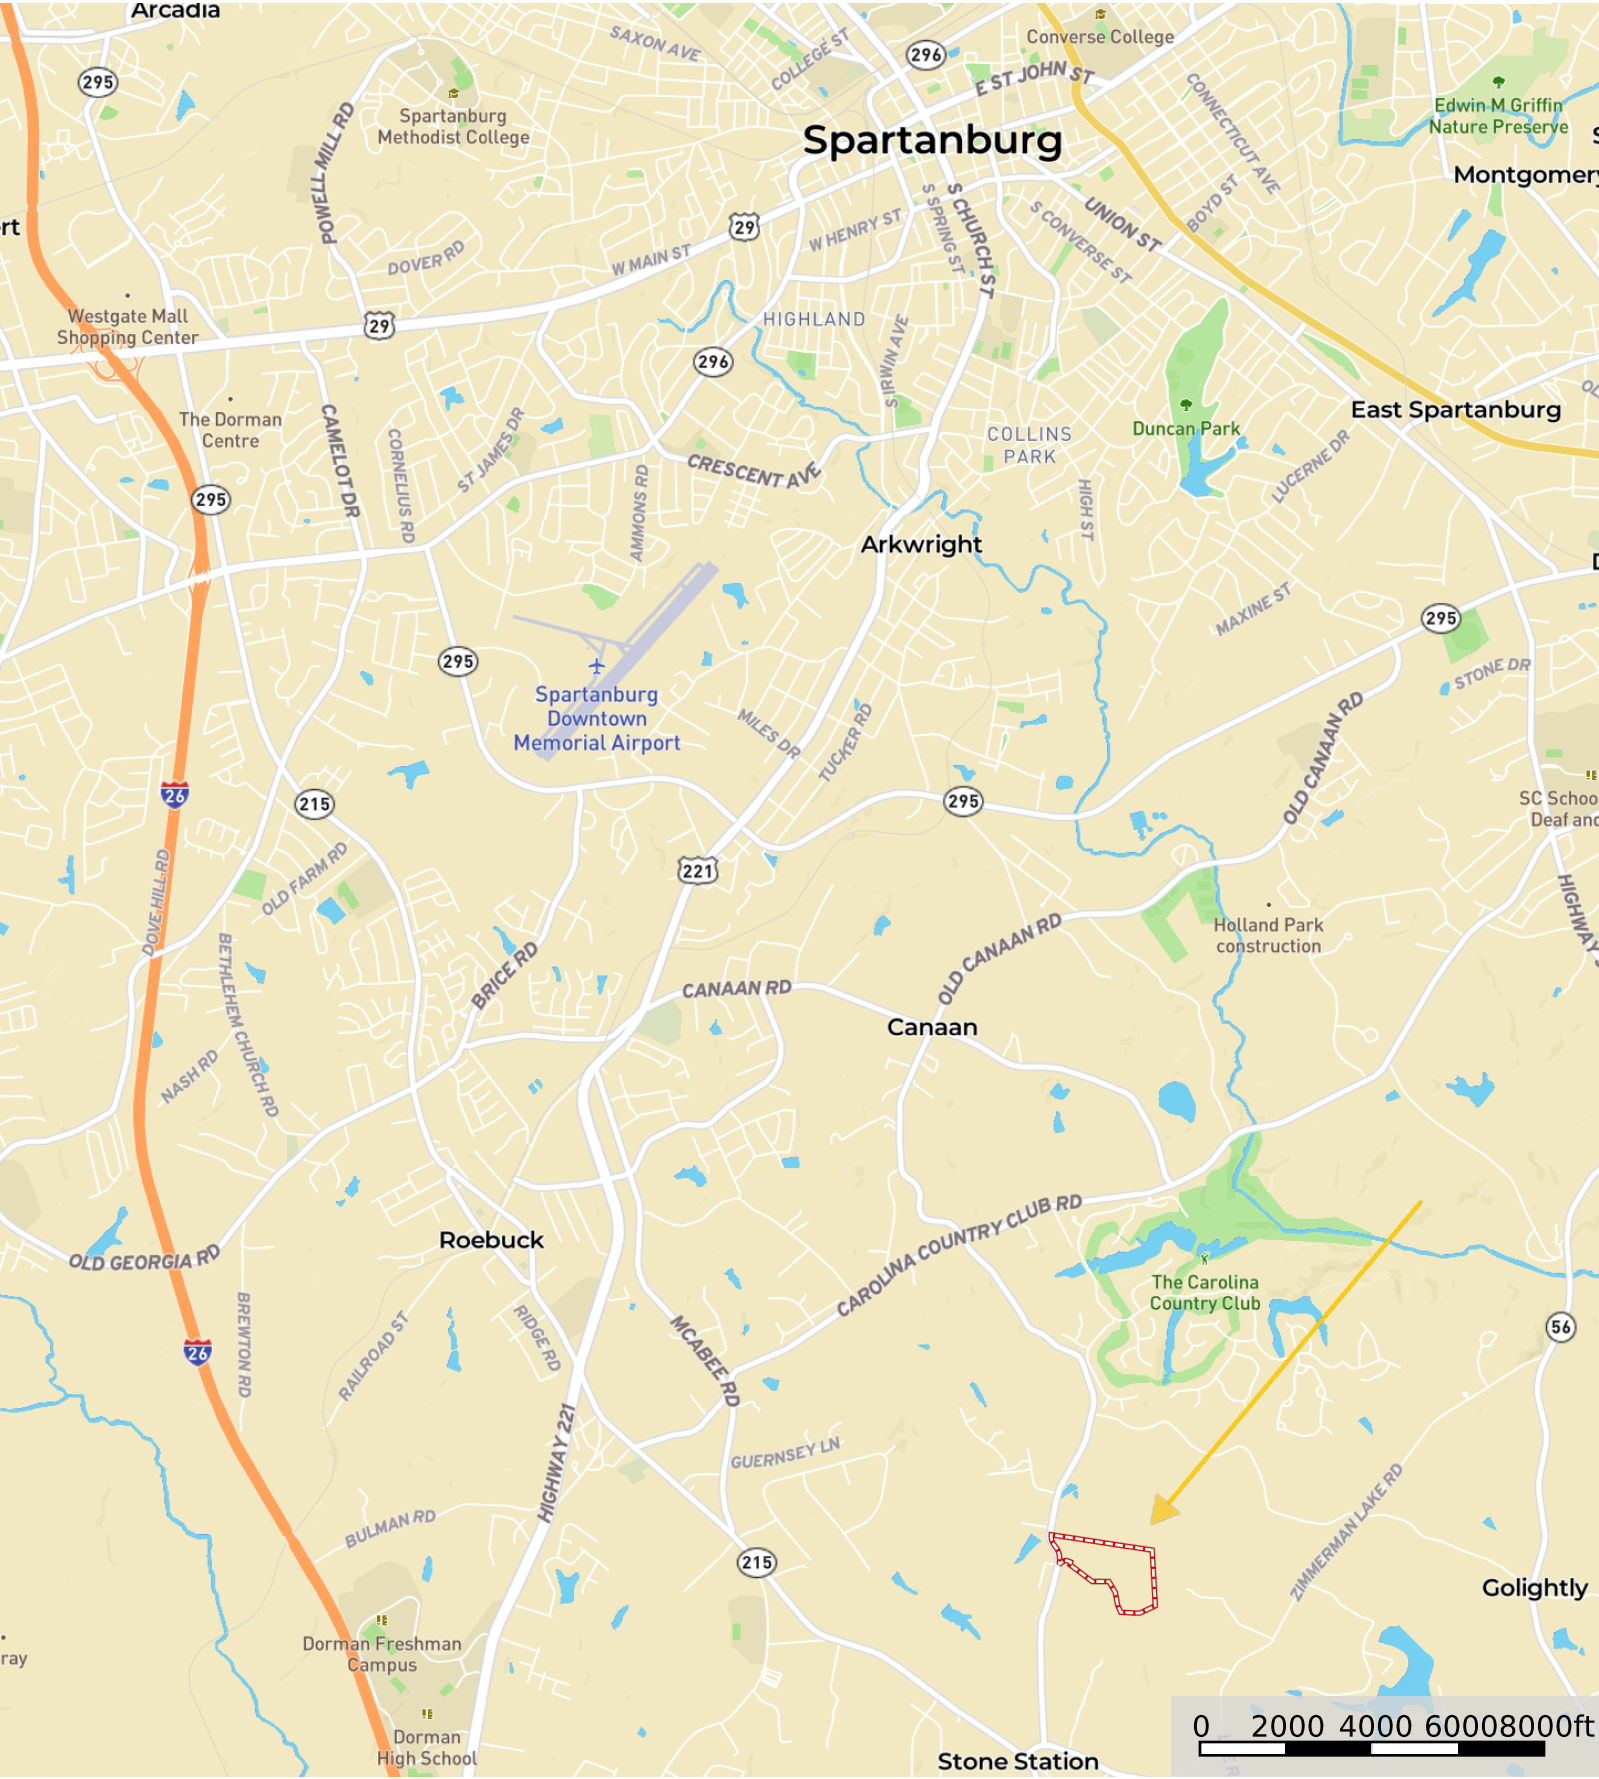 Arcadia
SAXON AVE
COLLEGE ST
296
Converse College
E ST JOHN ST
295
Spartanburg
Methodist College
POWELL MILL RD
Spartanburg
CONNECTICUT AVE
Edwin M Griffin
Nature Preserve
Montgomery
rt
29
W HENRY ST
S SPRING ST
S CHURCH ST
S CONVERSE ST
UNION ST
BOYD ST
DOVER RD
W MAIN ST
Westgate Mall
Shopping Center
29
HIGHLAND
296
S IRWIN AVE
The Dorman
Centre
CAMELOT DR
CORNELIUS RD
ST JAMES DR
AMMONS RD
CRESCENT AVE
COLLINS
PARK
Duncan Park
East Spartanburg
LUCERNE DR
HIGH ST
295
Arkwright
MAXINE ST
295
STONE DR
295
Spartanburg
Downtown
Memorial Airport
MILES DR
TUCKER RD
OLD CANAAN RD
26
215
295
SC Schoo
Deaf and
DOVE HILL RD
OLD FARM RD
221
HIGHWAY
BETHLEHEM CHURCH RD
BRICE RD
CANAAN RD
OLD CANAAN RD
Holland Park
construction
Canaan
NASH RD
OLD GEORGIA RD
Roebuck
CAROLINA COUNTRY CLUB RD
The Carolina
Country Club
56
BREWTON RD
26
RAILROAD ST
RIDGE RD
MCABEE RD
HIGHWAY 221
GUERNSEY LN
BULMAN RD
215
ZIMMERMAN LAKE RD
Golightly
Dorman Freshman
Campus
ray
Dorman
High School
Stone Station
0 2000 4000 6000 8000ft